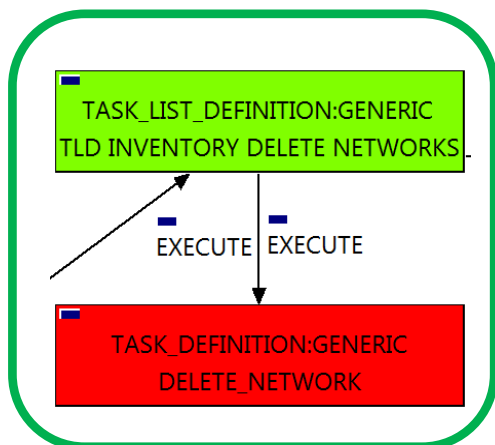 TASK_LIST_DEFINITION:GENERIC
TLD INVENTORY DELETE NETWORKS
EXECUTE EXECUTE
TASK_DEFINITION:GENERIC
DELETE_NETWORK